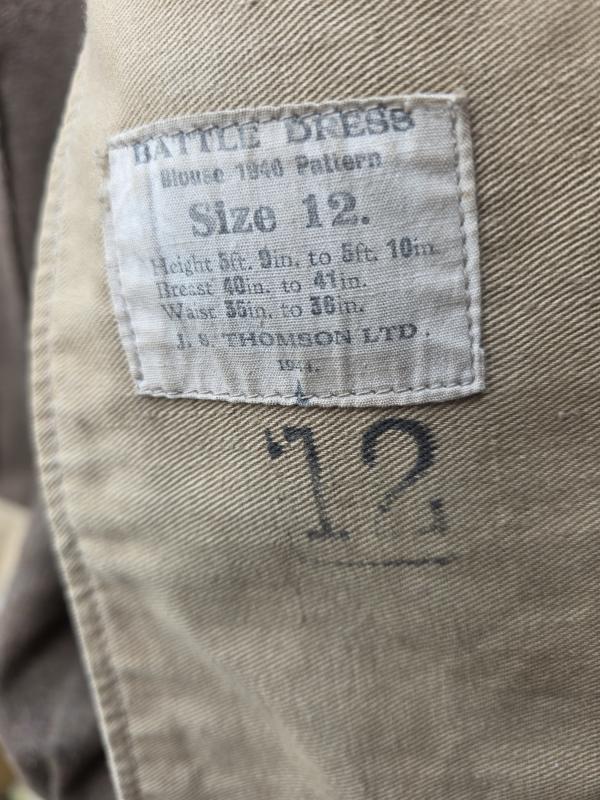 BATTLE DRESS
Blouse 1940 Pattern
Size 12.
Height 5ft. 9in. to 5ft. 10in.
Breast 40in. to 41in.
Waist 35in. to 36in.
J. S. THOMSON LTD.
12